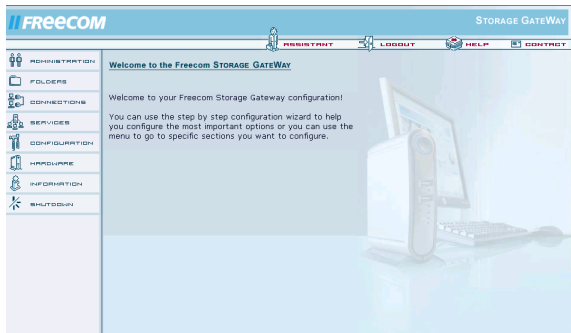 FREECOM
STORAGE GATEWAY
ASSISTANT
LOGOUT
HELP
CONTACT
ADMINISTRATION
FOLDERS
CONNECTIONS
SERVICES
CONFIGURATION
HARDWARE
INFORMATION
SHUTDOWN
Welcome to the Freecom STORAGE GATEWAY
Welcome to your Freecom Storage Gateway configuration!
You can use the step by step configuration wizard to help
you configure the most important options or you can use the
menu to go to specific sections you want to configure.